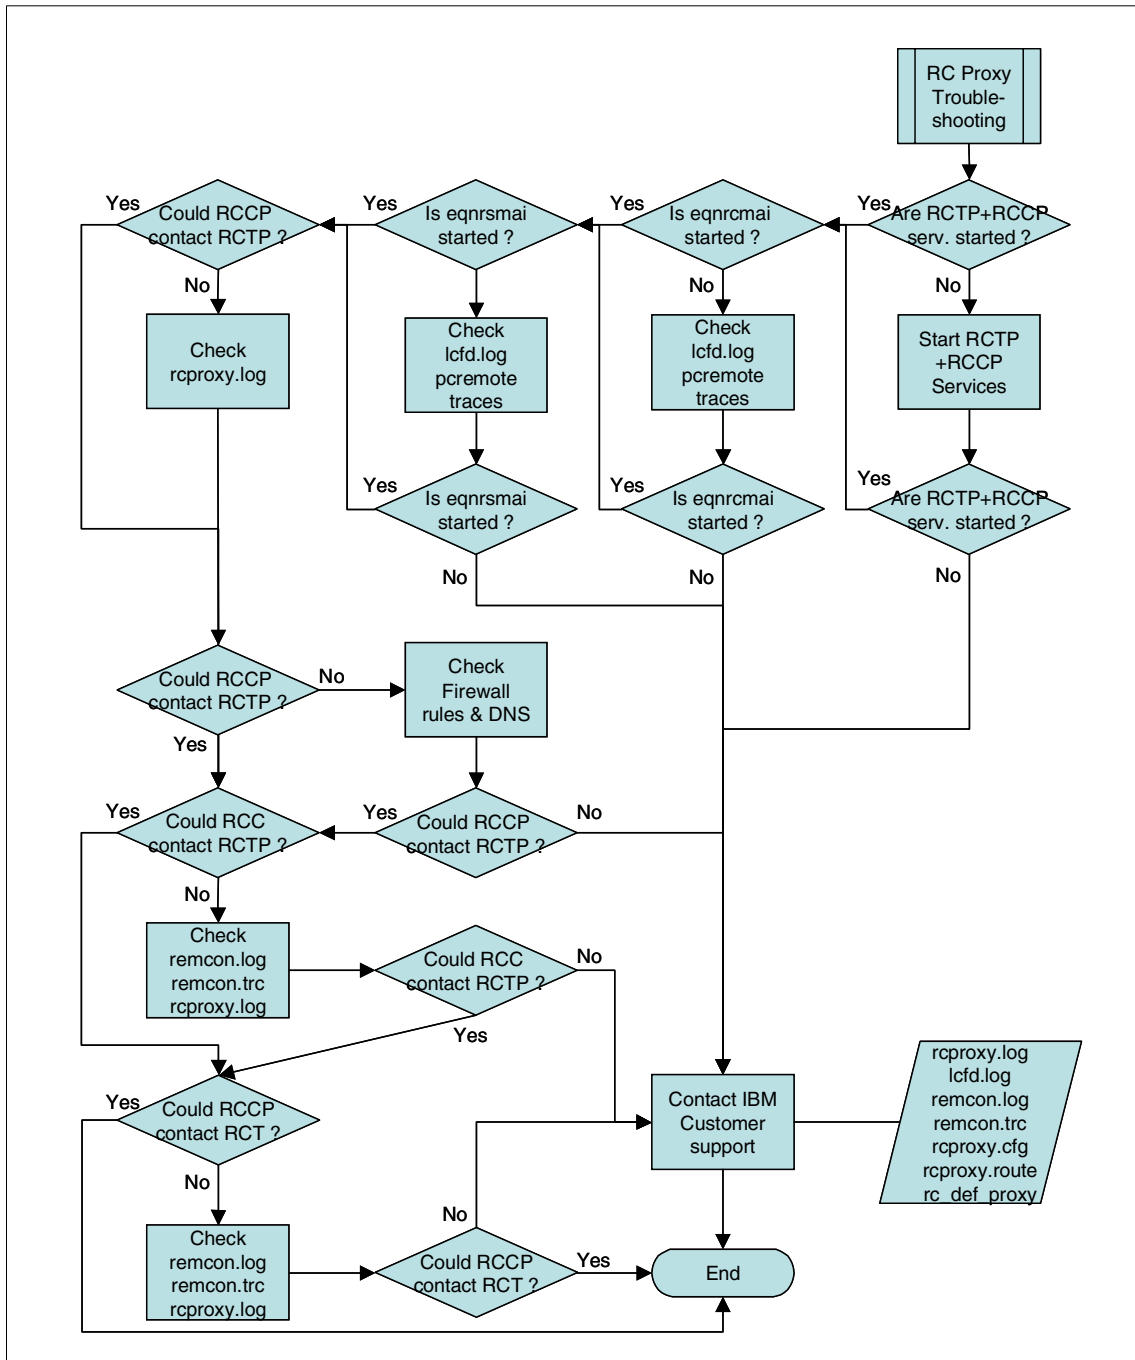 RC Proxy
Trouble-
shooting
Yes
Could RCCP
contact RCTP ?
No
Yes
Is eqnrsmai
started ?
No
Yes
Is eqnrcmai
started ?
No
Yes
Are RCTP+RCCP
serv. started ?
No
Check
rcproxy.log
Check
lcfd.log
pcremote
traces
Check
lcfd.log
pcremote
traces
Start RCTP
+RCCP
Services
Yes
Is eqnrsmai
started ?
No
Yes
Is eqnrcmai
started ?
No
Yes
Are RCTP+RCCP
serv. started ?
No
Could RCCP
contact RCTP ?
No
Yes
Check
Firewall
rules & DNS
Yes
Could RCC
contact RCTP ?
No
Yes
Could RCCP
contact RCTP ?
No
Check
remcon.log
remcon.trc
rcproxy.log
Could RCC
contact RCTP ?
No
Yes
Yes
Could RCCP
contact RCT ?
No
Contact IBM
Customer
support
rcproxy.log
lcfd.log
remcon.log
remcon.trc
rcproxy.cfg
rcproxy.route
rc_def_proxy
Check
remcon.log
remcon.trc
rcproxy.log
No
Could RCCP
contact RCT ?
Yes
End